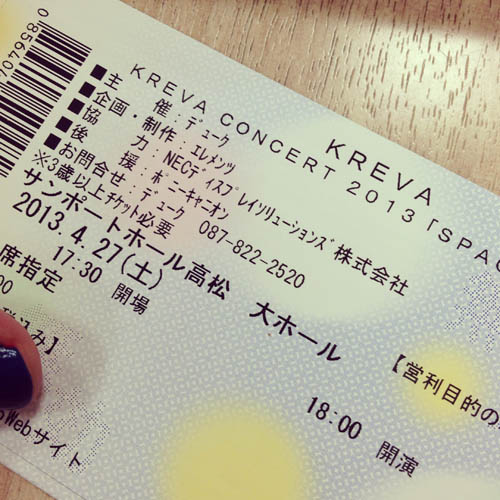 0856404
KREVA
KREVA CONCERT 2013「SPAC
■主 催：ﾃﾞｭｰｸ
■企画・制作：エレメンツ
■協 力：NECﾃﾞｨｽﾌﾟﾚｲｿﾘｭｰｼｮﾝｽﾞ株式会社
■後 援：ﾎﾟﾆｰｷｬﾆｵﾝ
■お問合せ：ﾃﾞｭｰｸ 087-822-2520
※3歳以上ﾁｹｯﾄ必要
サンポートホール高松 大ホール
2013.4.27(土)
17:30 開場 18:00 開演
席指定 【営利目的の
00
税込み】
Webサイト